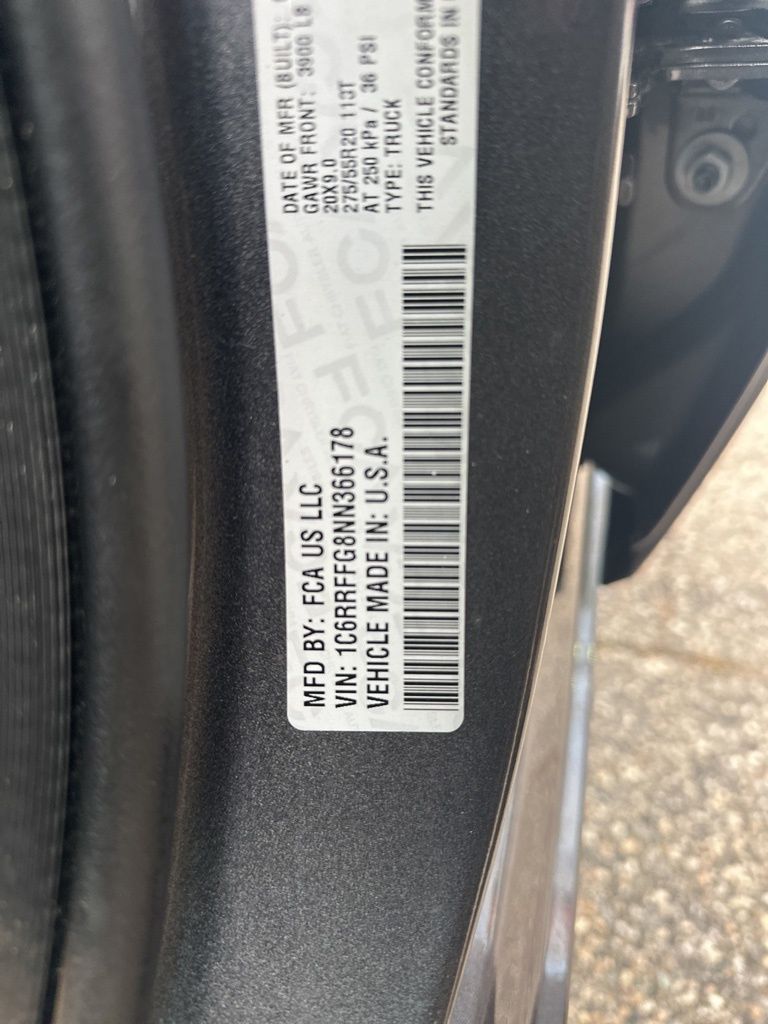 MFD BY: FCA US LLC
VIN: 1C6RRFFG8NN366178
VEHICLE MADE IN: U.S.A.
DATE OF MFR (BUILT):
GAWR FRONT: 3900 LB
20X9.0
275/55R20 113T
AT 250 kPa / 36 PSI
TYPE: TRUCK
THIS VEHICLE CONFORM
STANDARDS IN